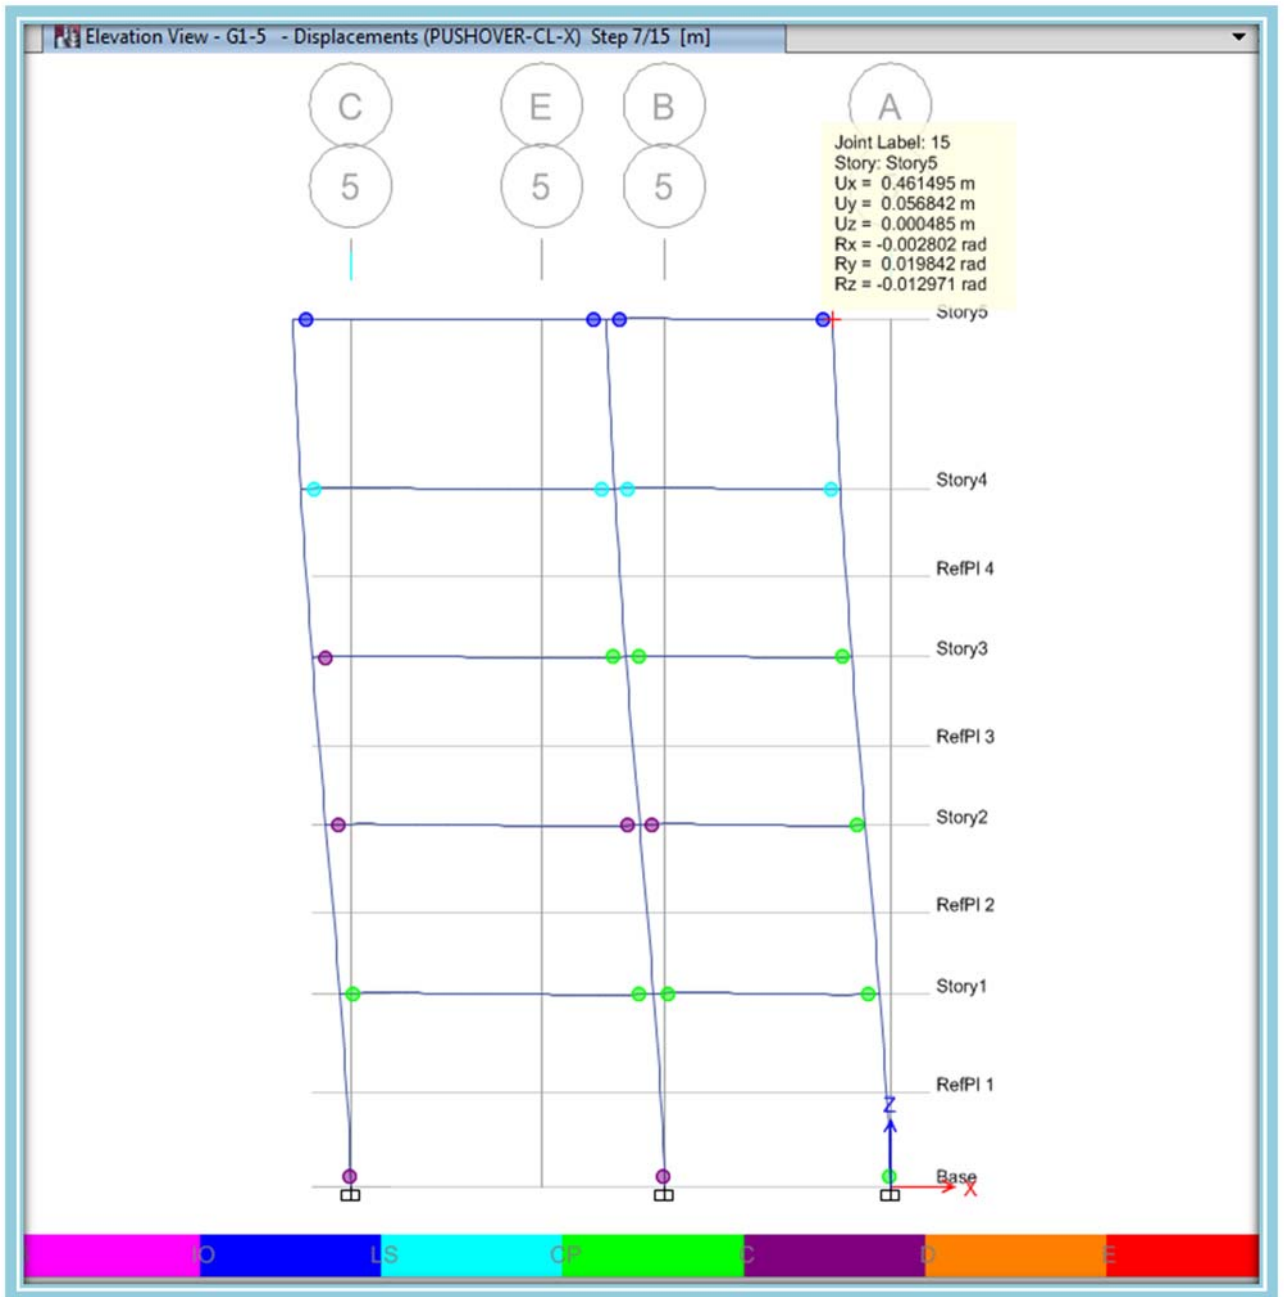 Elevation View - G1-5 - Displacements (PUSHOVER-CL-X) Step 7/15 [m]
C E B A
5 5 5
Joint Label: 15
Story: Story5
Ux = 0.461495 m
Uy = 0.056842 m
Uz = 0.000485 m
Rx = -0.002802 rad
Ry = 0.019842 rad
Rz = -0.012971 rad
Story5
Story4
RefPl 4
Story3
RefPl 3
Story2
RefPl 2
Story1
RefPl 1
Z
Base
X
IO LS CP C D E